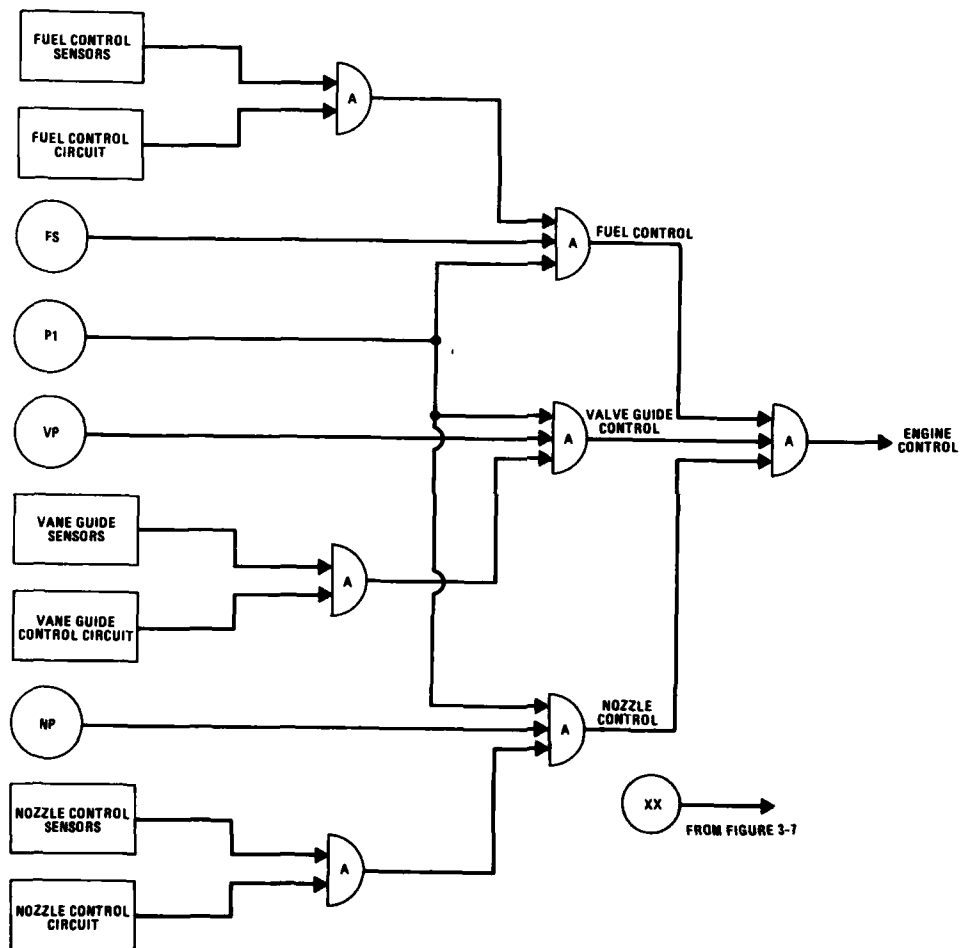 FUEL CONTROL
SENSORS
A
FUEL CONTROL
CIRCUIT
FS
A
FUEL CONTROL
P1
VP
A
VALVE GUIDE
CONTROL
A
ENGINE
CONTROL
VANE GUIDE
SENSORS
A
VANE GUIDE
CONTROL CIRCUIT
NP
A
NOZZLE
CONTROL
NOZZLE CONTROL
SENSORS
A
NOZZLE CONTROL
CIRCUIT
XX
FROM FIGURE 3-7